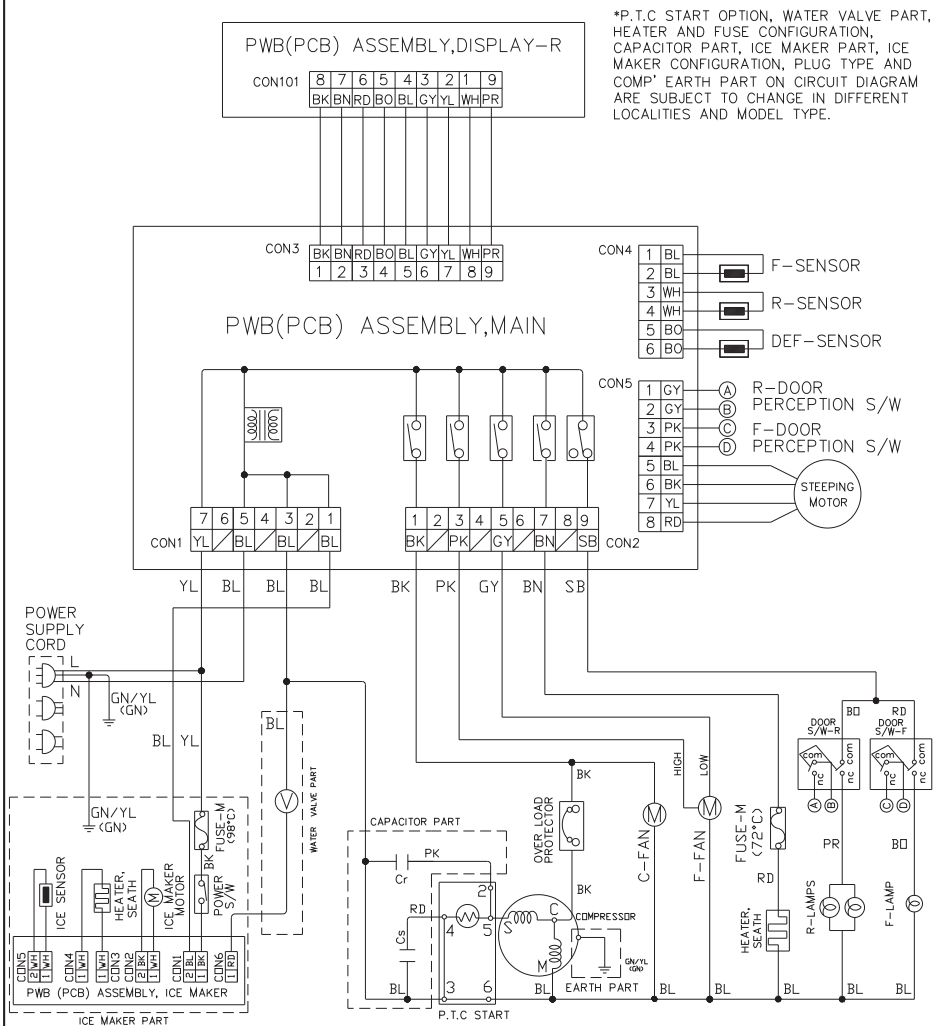 *P.T.C START OPTION, WATER VALVE PART,
HEATER AND FUSE CONFIGURATION,
CAPACITOR PART, ICE MAKER PART, ICE
MAKER CONFIGURATION, PLUG TYPE AND
COMP' EARTH PART ON CIRCUIT DIAGRAM
ARE SUBJECT TO CHANGE IN DIFFERENT
LOCALITIES AND MODEL TYPE.
PWB(PCB) ASSEMBLY,DISPLAY-R
CON101 8 7 6 5 4 3 2 1 9
BK BN RD BO BL GY YL WH PR
CON3 BK BN RD BO BL GY YL WH PR
1 2 3 4 5 6 7 8 9
PWB(PCB) ASSEMBLY,MAIN
CON4 1 BL
2 BL
F-SENSOR
3 WH
4 WH
R-SENSOR
5 BO
6 BO
DEF-SENSOR
CON5 1 GY A R-DOOR
2 GY B PERCEPTION S/W
3 PK C F-DOOR
4 PK D PERCEPTION S/W
5 BL
6 BK
7 YL
8 RD
STEEPING
MOTOR
7 6 5 4 3 2 1
CON1 YL BL BL BL
1 2 3 4 5 6 7 8 9
BK PK GY BN SB CON2
YL BL BL BL BK PK GY BN SB
POWER
SUPPLY
CORD
L
N
GN/YL
(GN)
BL YL
BL
WATER VALVE PART
V
GN/YL
(GN)
FUSE-M
(98°C)
BK
POWER
S/W
ICE SENSOR
HEATER,
SEATH
M
ICE MAKER
MOTOR
CON5 2 WH 1 WH
CON4 1 WH 1 WH CON3
CON2 2 BK 1 WH
CON1 2 BL 1 BK
CON6 1 RD
PWB (PCB) ASSEMBLY, ICE MAKER
ICE MAKER PART
CAPACITOR PART
PK
Cr
RD
Cs
2
4 5
3 6
P.T.C START
BL
BK
OVER LOAD
PROTECTOR
BK
S C M
COMPRESSOR
GN/YL
(GN)
EARTH PART
BL
M
C-FAN
BL
HIGH
LOW
M
F-FAN
BL
FUSE-M
(72°C)
RD
HEATER,
SEATH
BL
BO RD
DOOR
S/W-R
com com
nc nc
A B
DOOR
S/W-F
com com
nc nc
C D
PR
BO
R-LAMPS
F-LAMP
BL
BL